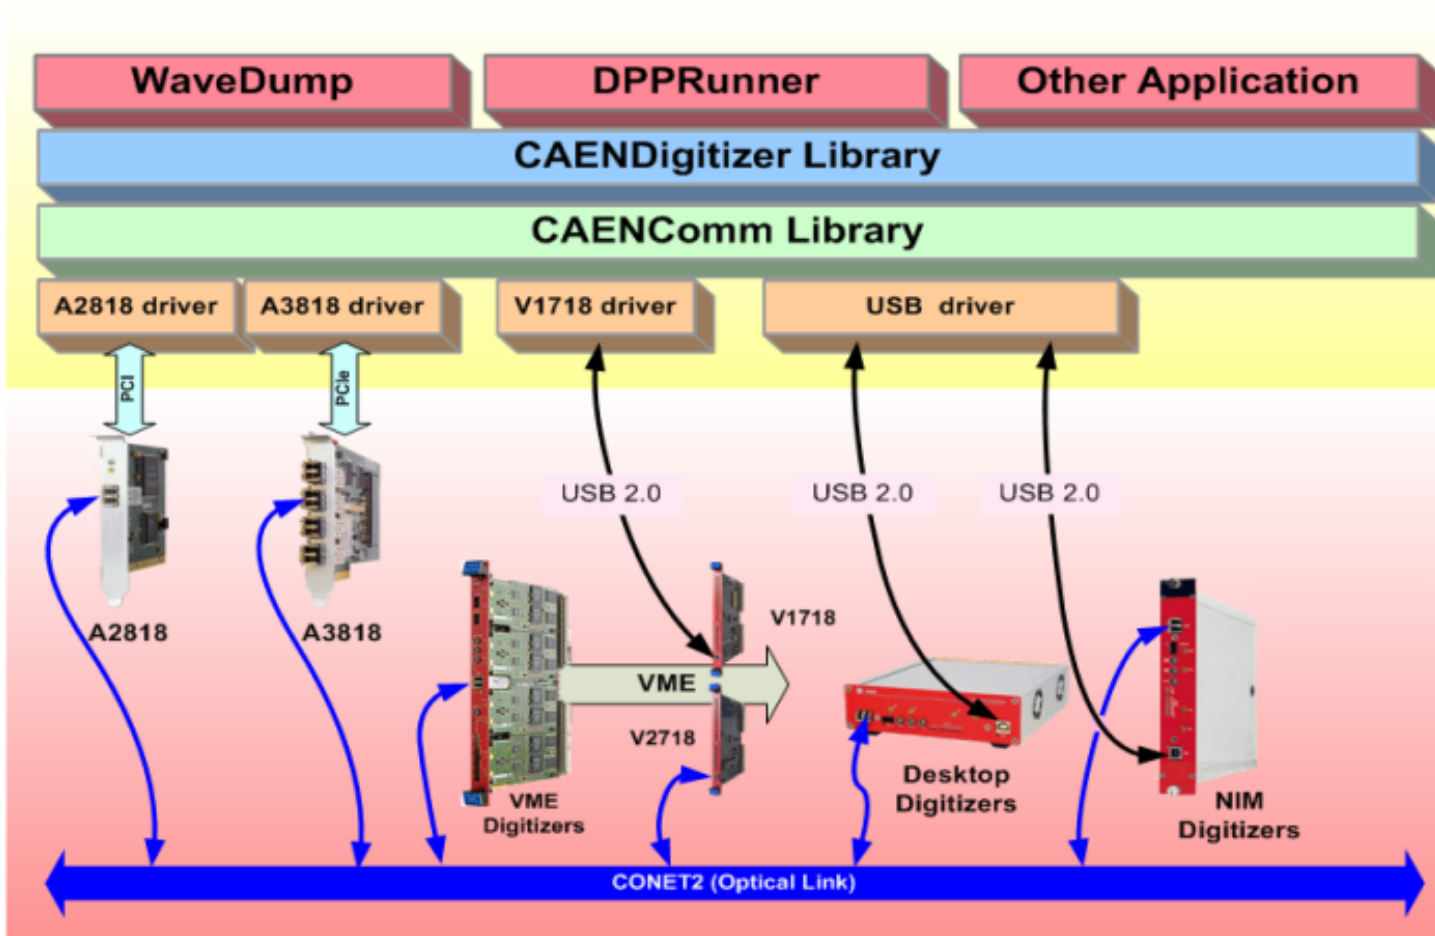 WaveDump
DPPRunner
Other Application
CAENDigitizer Library
CAENComm Library
A2818 driver
A3818 driver
V1718 driver
USB driver
PCI
PCIe
USB 2.0
USB 2.0
USB 2.0
A2818
A3818
V1718
VME
V2718
VME
Digitizers
Desktop
Digitizers
NIM
Digitizers
CONET2 (Optical Link)